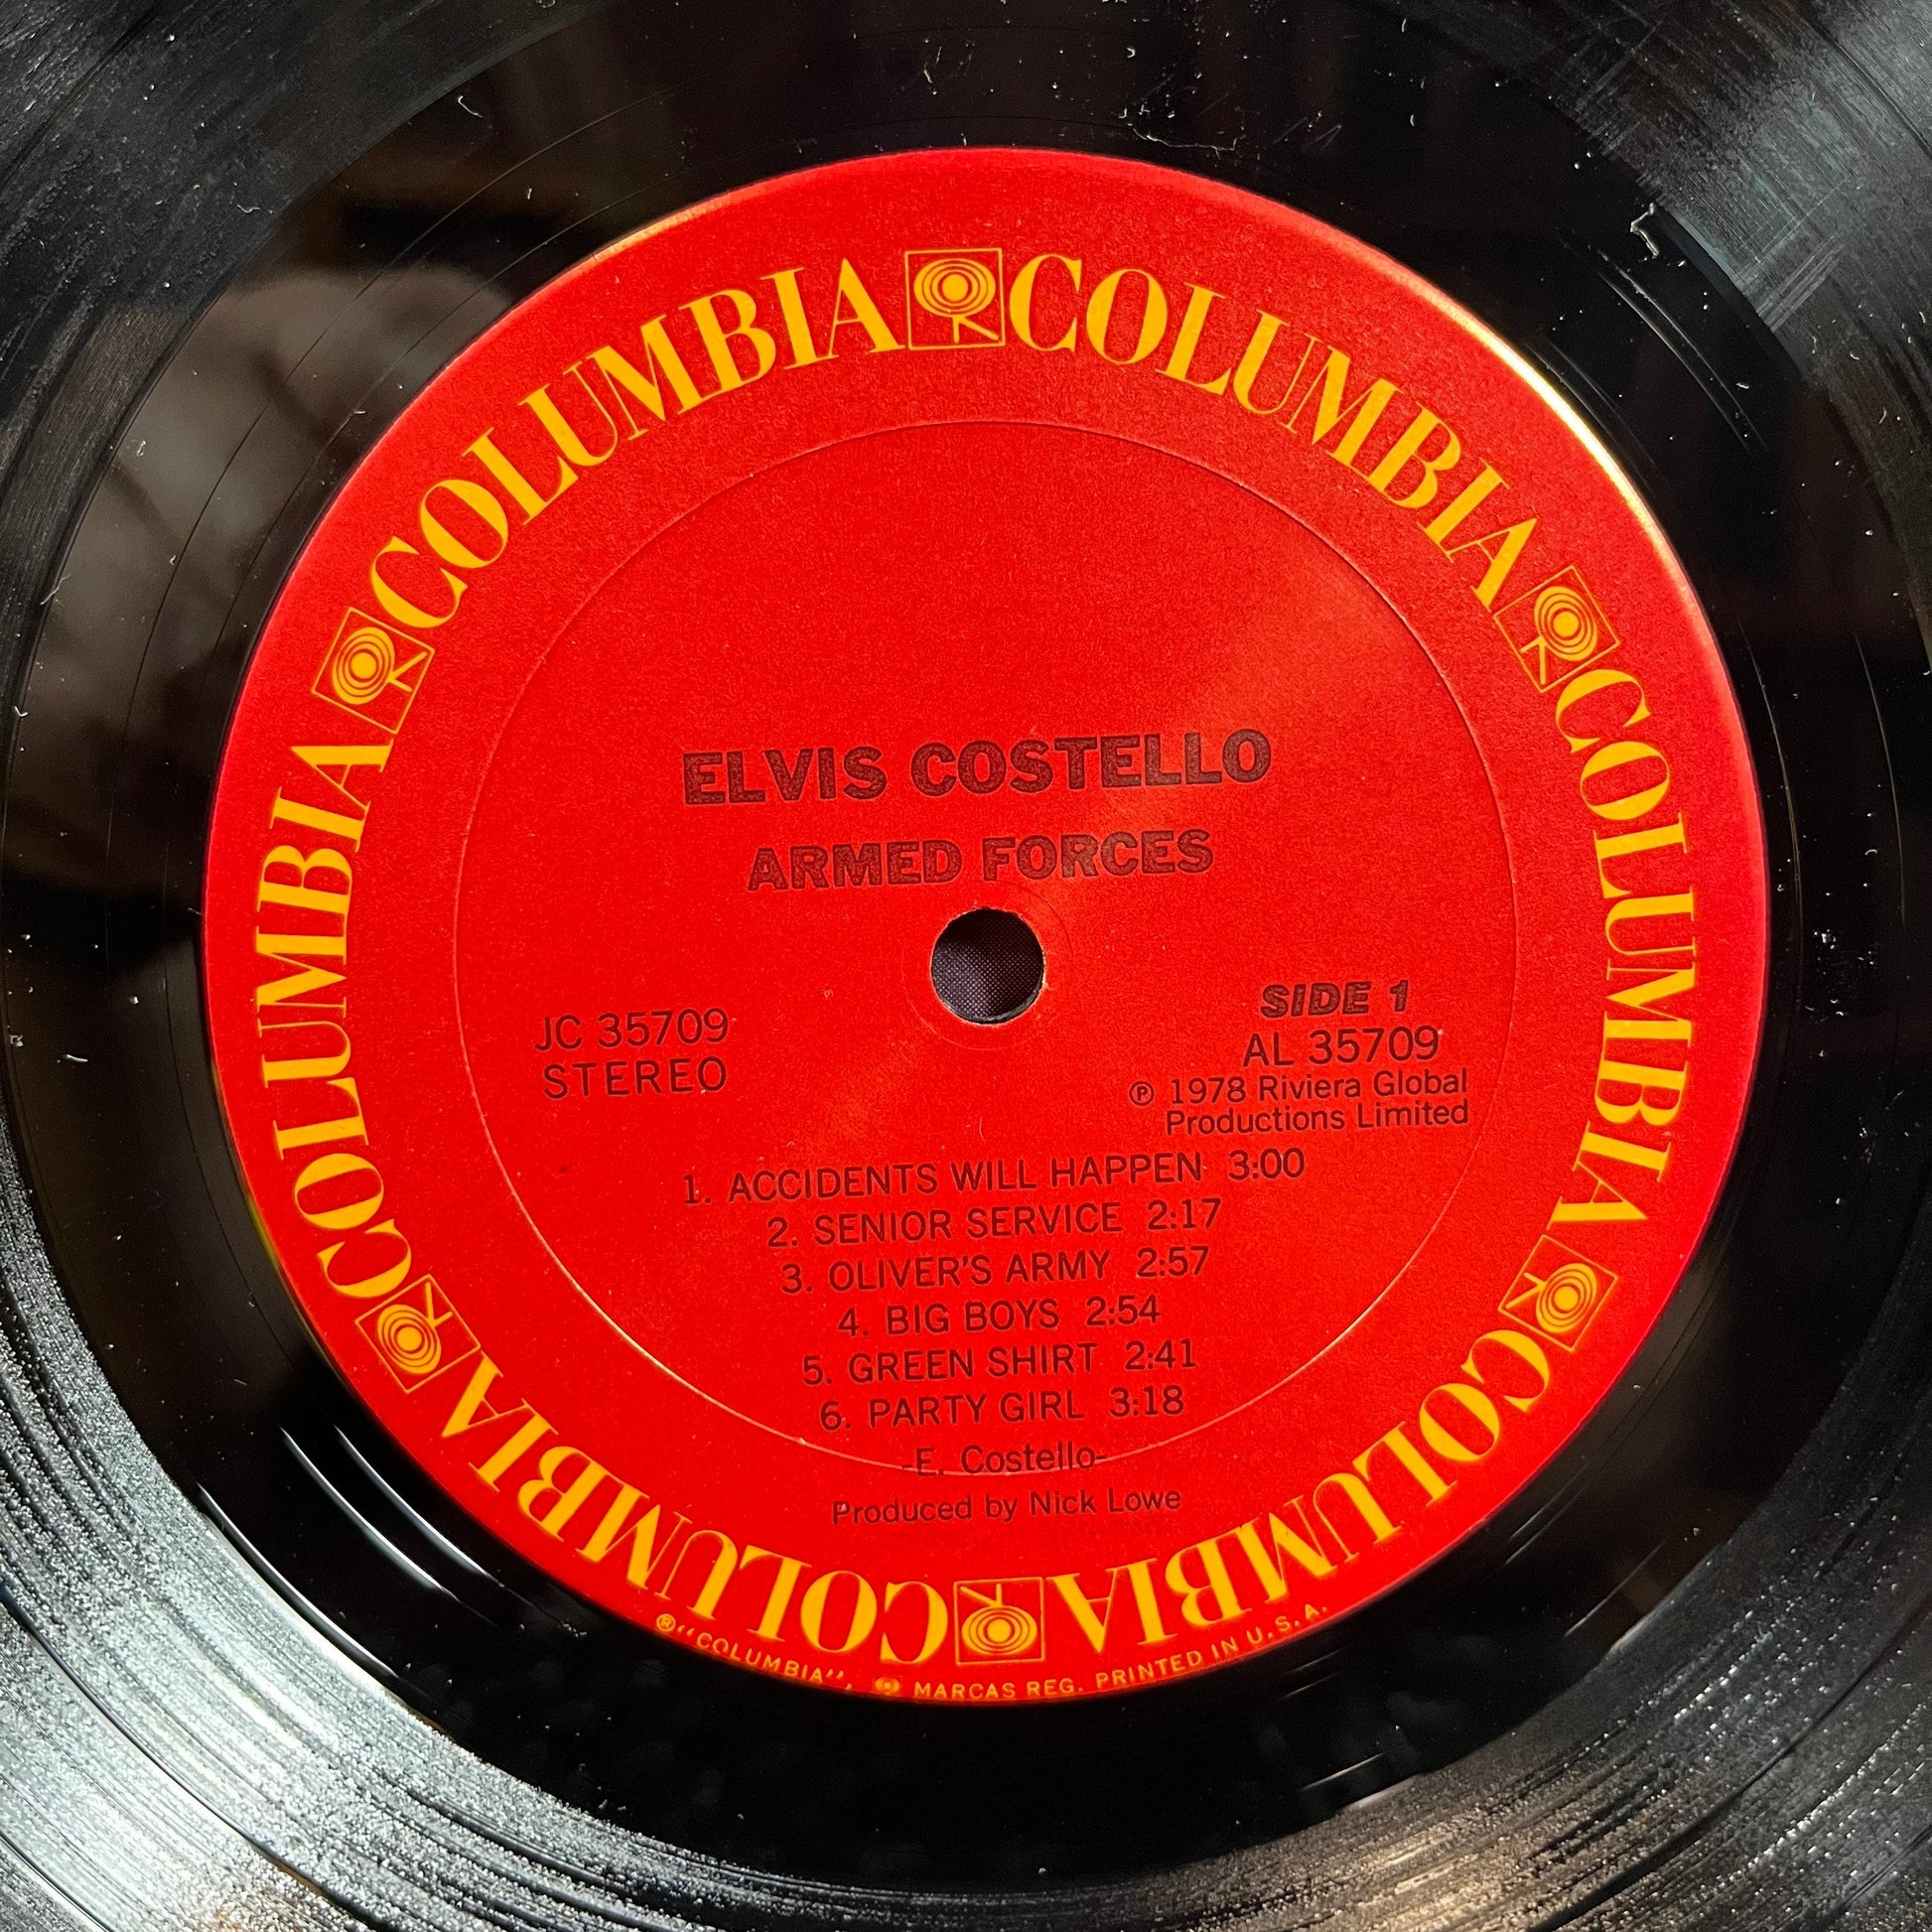 COLUMBIA COLUMBIA COLUMBIA COLUMBIA COLUMBIA COLUMBIA
ELVIS COSTELLO
ARMED FORCES
JC 35709
STEREO
SIDE 1
AL 35709
℗ 1978 Riviera Global
Productions Limited
1. ACCIDENTS WILL HAPPEN 3:00
2. SENIOR SERVICE 2:17
3. OLIVER'S ARMY 2:57
4. BIG BOYS 2:54
5. GREEN SHIRT 2:41
6. PARTY GIRL 3:18
-E. Costello-
Produced by Nick Lowe
®"COLUMBIA", MARCAS REG. PRINTED IN U.S.A.